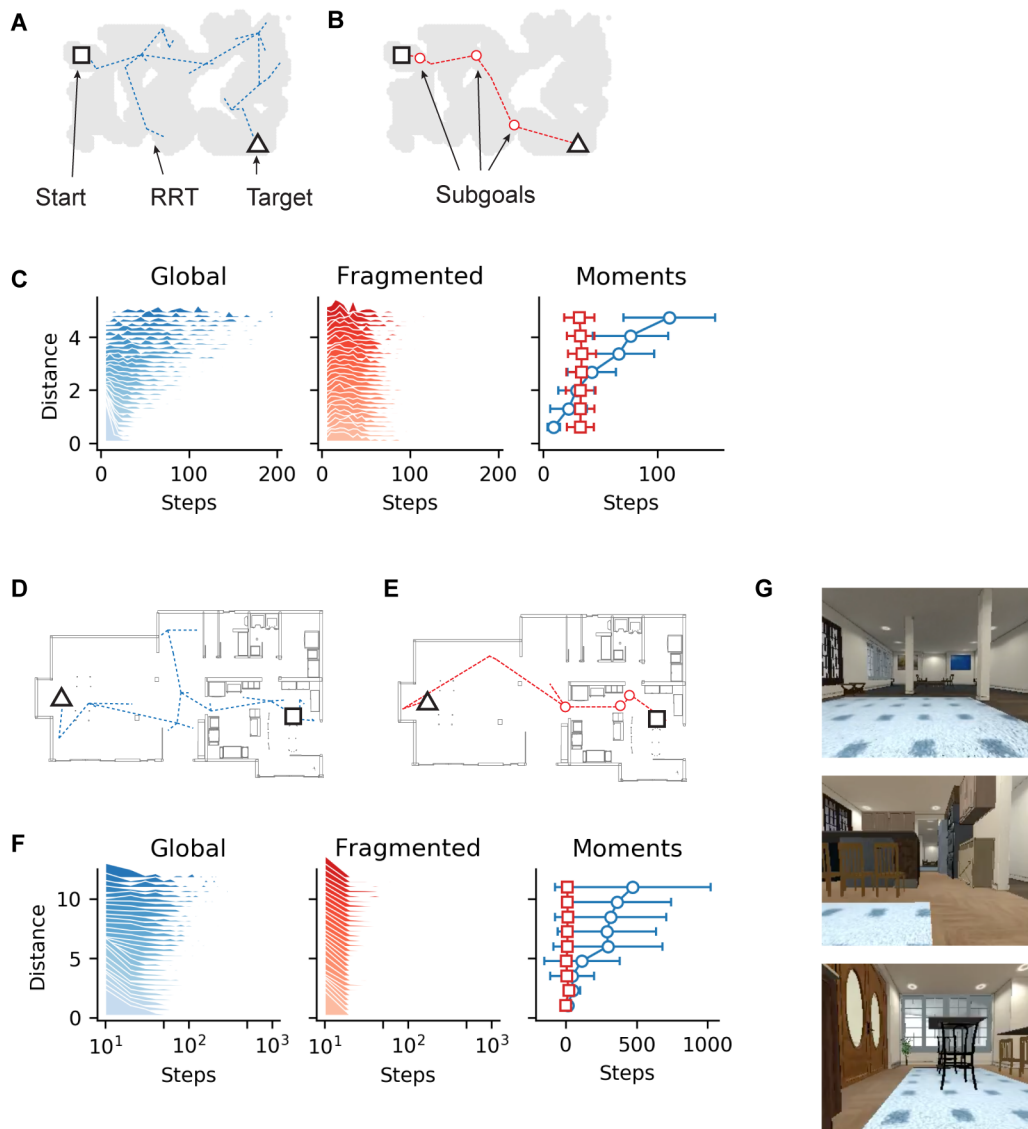 A
B
Start
RRT
Target
Subgoals
C
Global
Fragmented
Moments
Distance
4
2
0
0
100
200
0
100
200
0
100
Steps
Steps
Steps
D
E
G
F
Global
Fragmented
Moments
Distance
10
5
0
10¹
10²
10³
10¹
10²
10³
0
500
1000
Steps
Steps
Steps